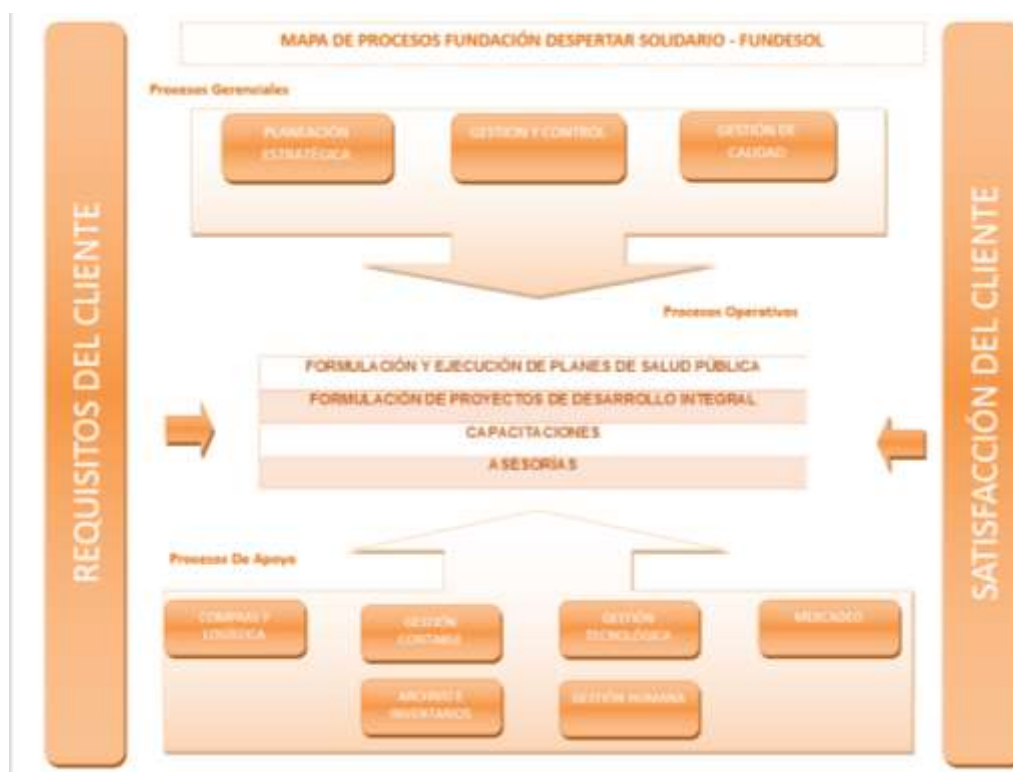 MAPA DE PROCESOS FUNDACIÓN DESPERTAR SOLIDARIO - FUNDESOL
REQUISITOS DEL CLIENTE
Procesos Gerenciales
PLANEACIÓN
ESTRATÉGICA
GESTION Y CONTROL
GESTIÓN DE
CALIDAD
Procesos Operativos
FORMULACIÓN Y EJECUCIÓN DE PLANES DE SALUD PÚBLICA
FORMULACIÓN DE PROYECTOS DE DESARROLLO INTEGRAL
CAPACITACIONES
ASESORÍAS
Procesos De Apoyo
COMPRAS Y
LOGÍSTICA
GESTIÓN
CONTABLE
GESTIÓN
TECNOLÓGICA
MERCADEO
ARCHIVO E
INVENTARIOS
GESTIÓN HUMANA
SATISFACCIÓN DEL CLIENTE